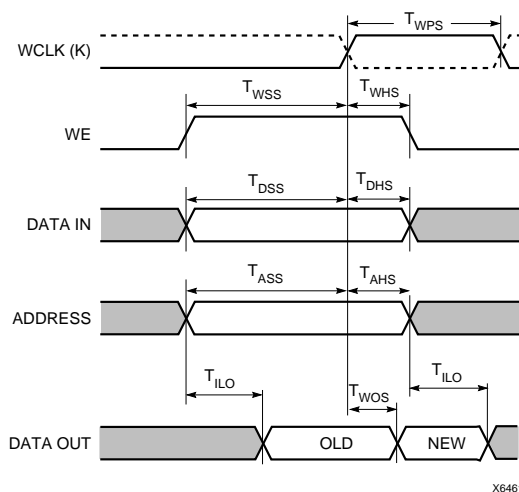 T_WPS
WCLK (K)
T_WSS
T_WHS
WE
T_DSS
T_DHS
DATA IN
T_ASS
T_AHS
ADDRESS
T_ILO
T_WOS
T_ILO
DATA OUT
OLD
NEW
X646